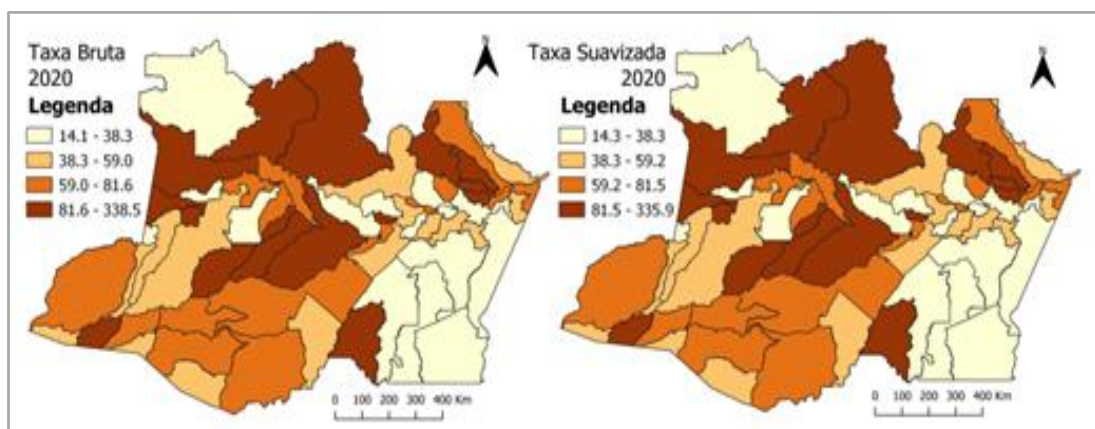 Taxa Bruta
2020
N
Legenda
14.1 - 38.3
38.3 - 59.0
59.0 - 81.6
81.6 - 338.5
0 100 200 300 400 Km
Taxa Suavizada
2020
N
Legenda
14.3 - 38.3
38.3 - 59.2
59.2 - 81.5
81.5 - 335.9
0 100 200 300 400 Km